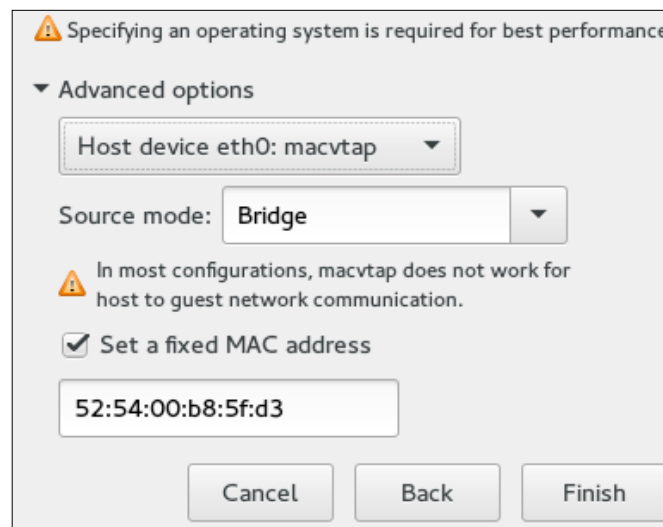 Specifying an operating system is required for best performance
Advanced options
Host device eth0: macvtap
Source mode: Bridge
In most configurations, macvtap does not work for
host to guest network communication.
Set a fixed MAC address
52:54:00:b8:5f:d3
Cancel Back Finish